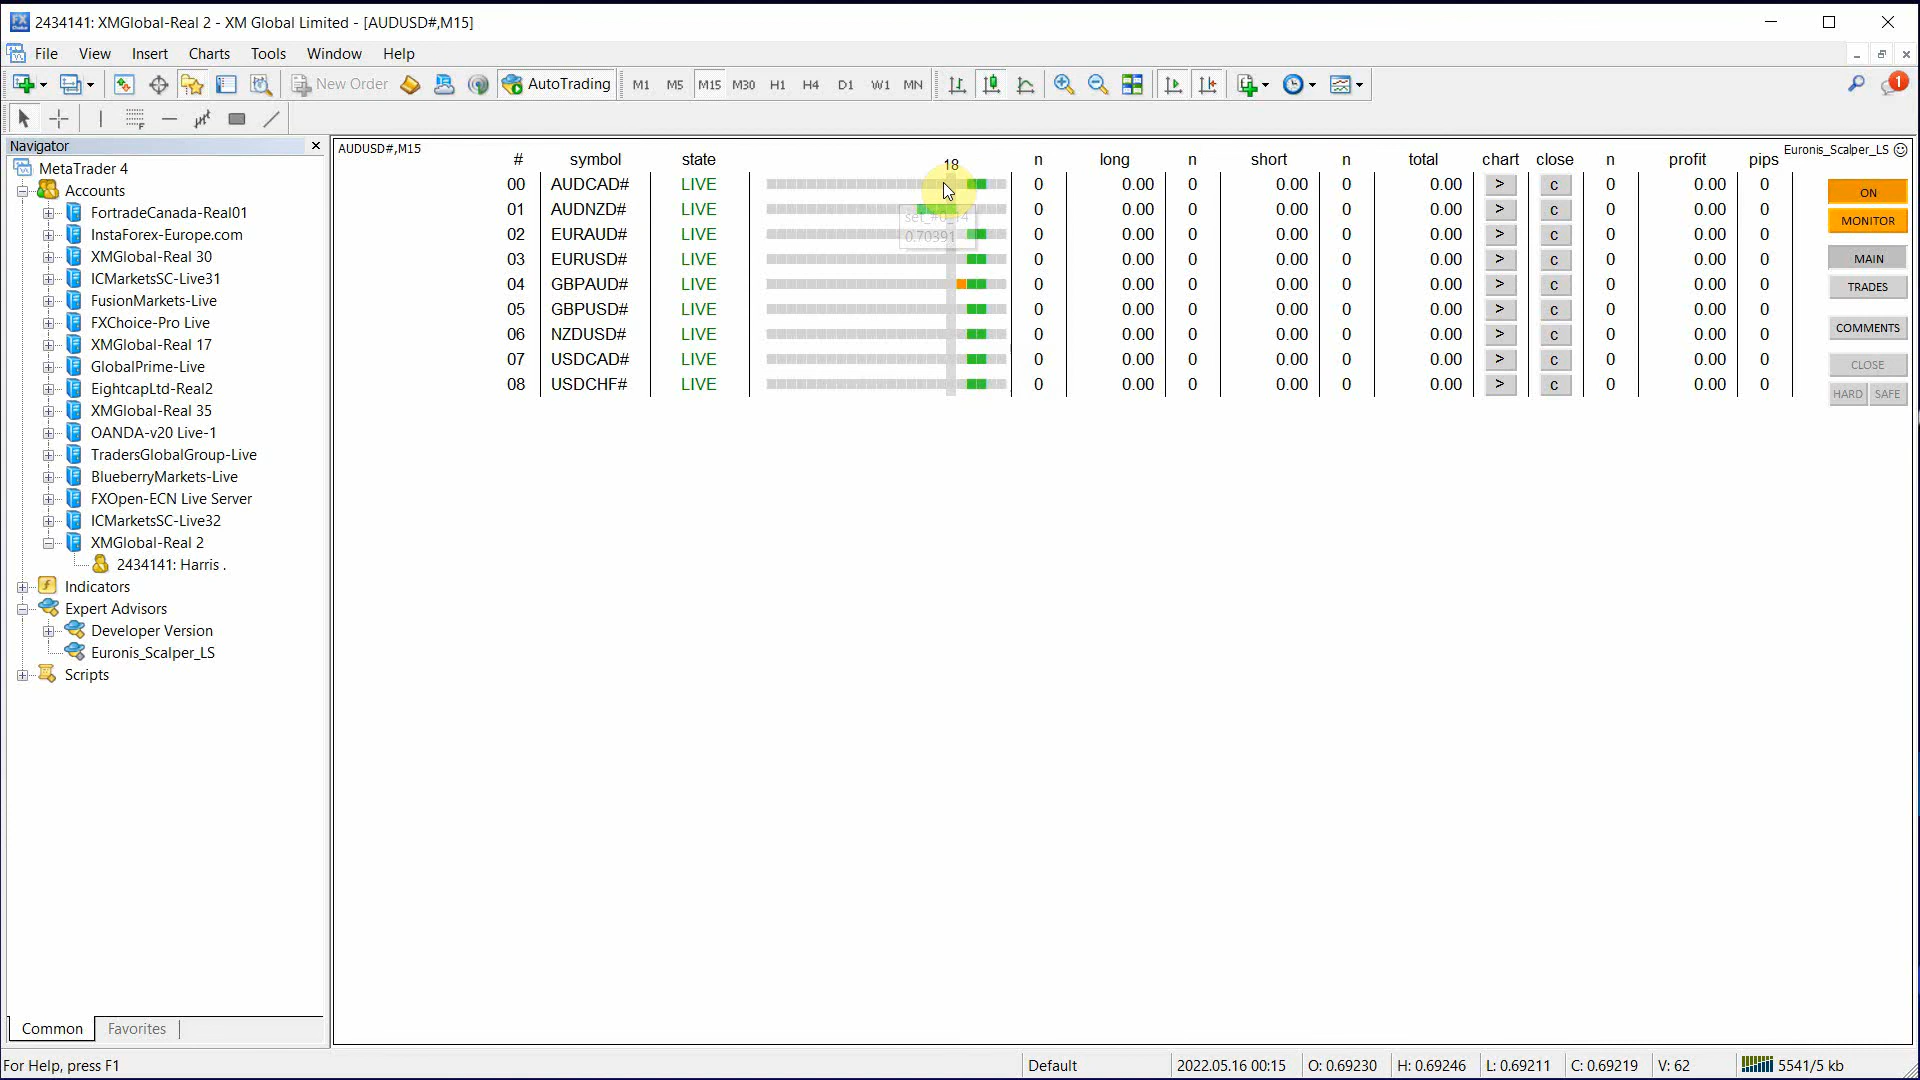 2434141: XMGlobal-Real 2 - XM Global Limited - [AUDUSD#,M15]
File View Insert Charts Tools Window Help
New Order AutoTrading M1 M5 M15 M30 H1 H4 D1 W1 MN 1
Navigator
MetaTrader 4
Accounts
FortradeCanada-Real01
InstaForex-Europe.com
XMGlobal-Real 30
ICMarketsSC-Live31
FusionMarkets-Live
FXChoice-Pro Live
XMGlobal-Real 17
GlobalPrime-Live
EightcapLtd-Real2
XMGlobal-Real 35
OANDA-v20 Live-1
TradersGlobalGroup-Live
BlueberryMarkets-Live
FXOpen-ECN Live Server
ICMarketsSC-Live32
XMGlobal-Real 2
2434141: Harris .
Indicators
Expert Advisors
Developer Version
Euronis_Scalper_LS
Scripts
Common Favorites
AUDUSD#,M15
Euronis_Scalper_LS
# symbol state 18 n long n short n total chart close n profit pips
00 AUDCAD# LIVE 0 0.00 0 0.00 0 0.00 > c 0 0.00 0
01 AUDNZD# LIVE 0 0.00 0 0.00 0 0.00 > c 0 0.00 0
02 EURAUD# LIVE 0 0.00 0 0.00 0 0.00 > c 0 0.00 0
03 EURUSD# LIVE 0 0.00 0 0.00 0 0.00 > c 0 0.00 0
04 GBPAUD# LIVE 0 0.00 0 0.00 0 0.00 > c 0 0.00 0
05 GBPUSD# LIVE 0 0.00 0 0.00 0 0.00 > c 0 0.00 0
06 NZDUSD# LIVE 0 0.00 0 0.00 0 0.00 > c 0 0.00 0
07 USDCAD# LIVE 0 0.00 0 0.00 0 0.00 > c 0 0.00 0
08 USDCHF# LIVE 0 0.00 0 0.00 0 0.00 > c 0 0.00 0
0.70391
ON
MONITOR
MAIN
TRADES
COMMENTS
CLOSE
HARD SAFE
For Help, press F1 Default 2022.05.16 00:15 O: 0.69230 H: 0.69246 L: 0.69211 C: 0.69219 V: 62 5541/5 kb